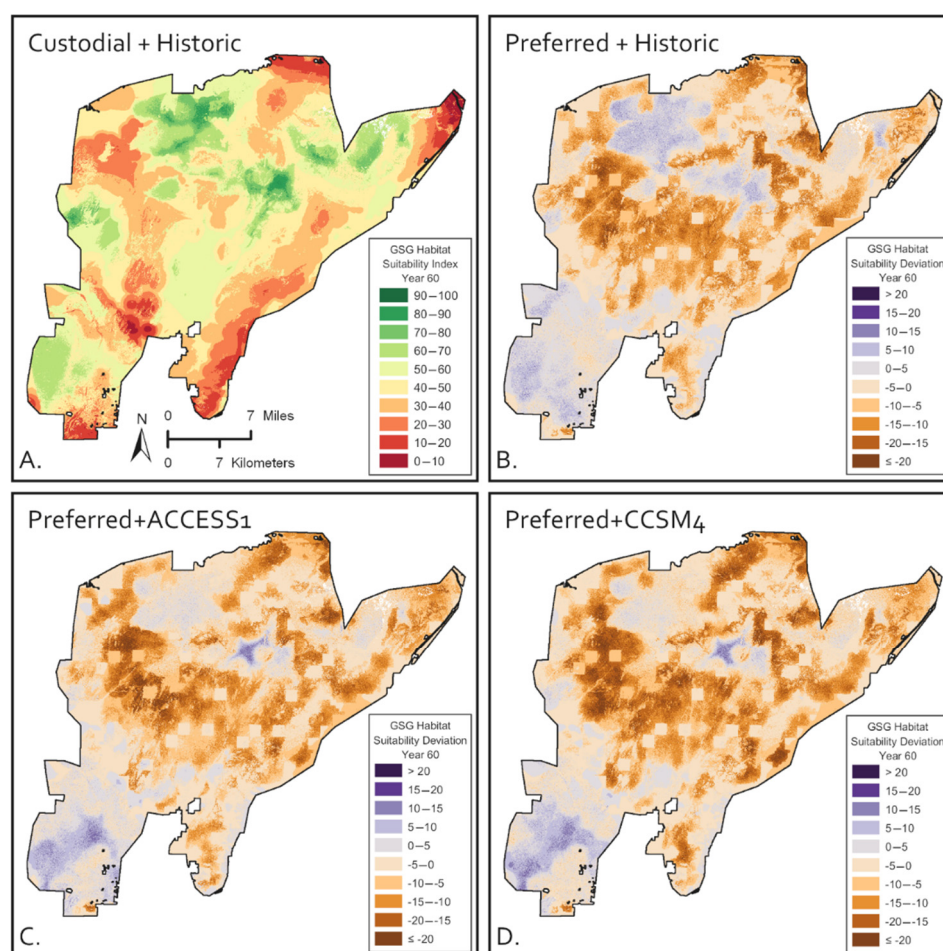 Custodial + Historic
GSG Habitat
Suitability Index
Year 60
90–100
80–90
70–80
60–70
50–60
40–50
30–40
20–30
10–20
0–10
N
0 7 Miles
0 7 Kilometers
A.
Preferred + Historic
GSG Habitat
Suitability Deviation
Year 60
> 20
15–20
10–15
5–10
0–5
-5–0
-10–-5
-15–-10
-20–-15
≤ -20
B.
Preferred+ACCESS1
GSG Habitat
Suitability Deviation
Year 60
> 20
15–20
10–15
5–10
0–5
-5–0
-10–-5
-15–-10
-20–-15
≤ -20
C.
Preferred+CCSM4
GSG Habitat
Suitability Deviation
Year 60
> 20
15–20
10–15
5–10
0–5
-5–0
-10–-5
-15–-10
-20–-15
≤ -20
D.